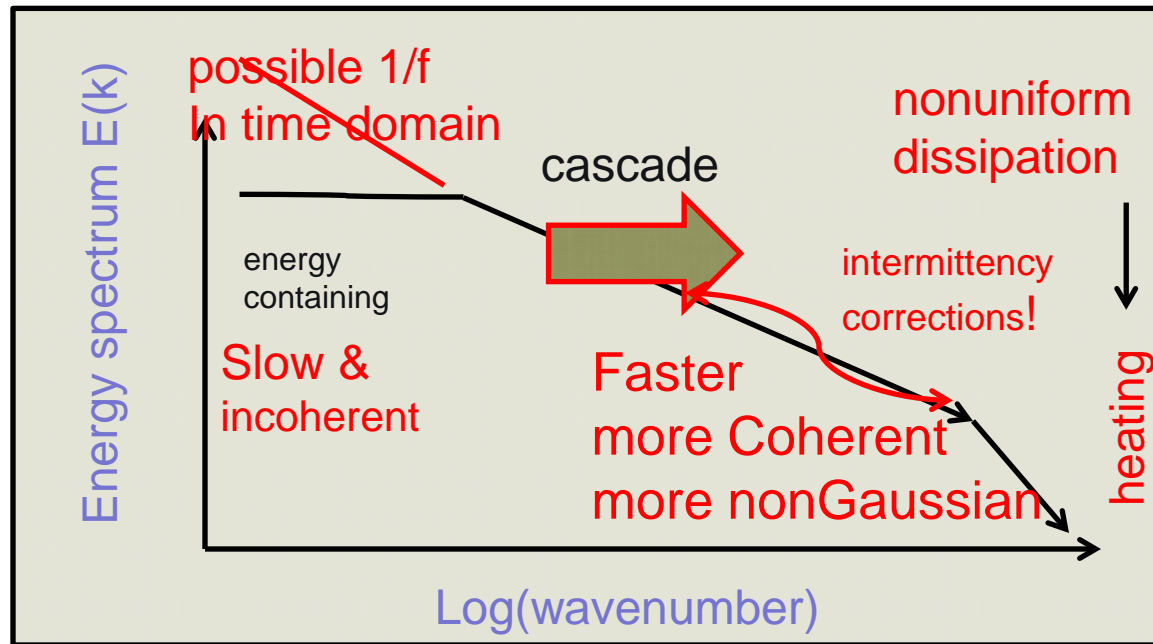 Energy spectrum E(k)
possible 1/f
In time domain
cascade
nonuniform
dissipation
energy
containing
intermittency
corrections!
Slow &
incoherent
Faster
more Coherent
more nonGaussian
heating
Log(wavenumber)